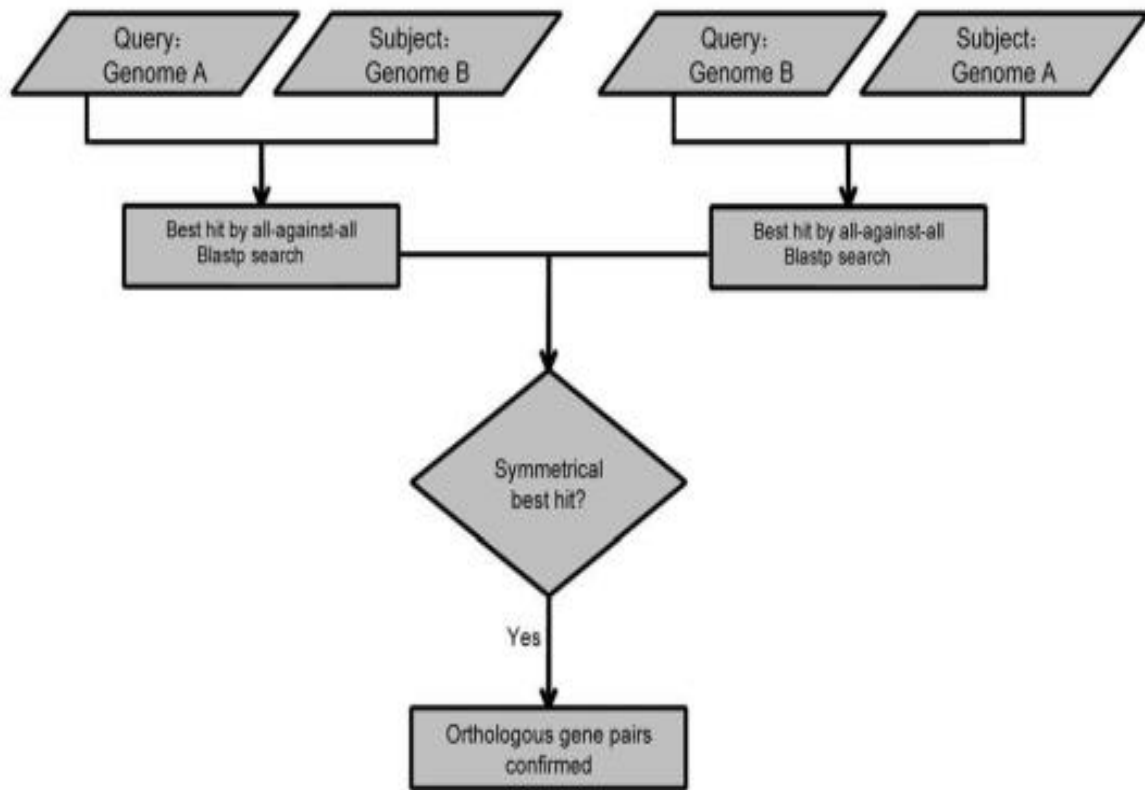 Query：
Genome A
Subject：
Genome B
Query：
Genome B
Subject：
Genome A
Best hit by all-against-all
Blastp search
Best hit by all-against-all
Blastp search
Symmetrical
best hit?
Yes
Orthologous gene pairs
confirmed